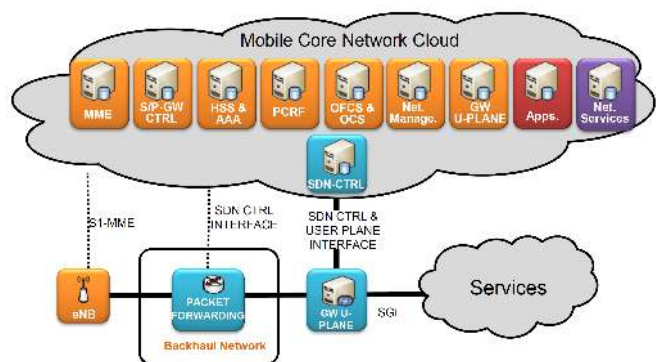 Mobile Core Network Cloud
MME
S/P-GW
CTRL
HSS &
AAA
PCRF
OFCS &
OCS
Net.
Manage.
GW
U-PLANE
Apps.
Net.
Services
SDN-CTRL
S1-MME
SDN CTRL
INTERFACE
SDN CTRL &
USER PLANE
INTERFACE
eNB
PACKET
FORWARDING
GW U-
PLANE
SGi
Services
Backhaul Network